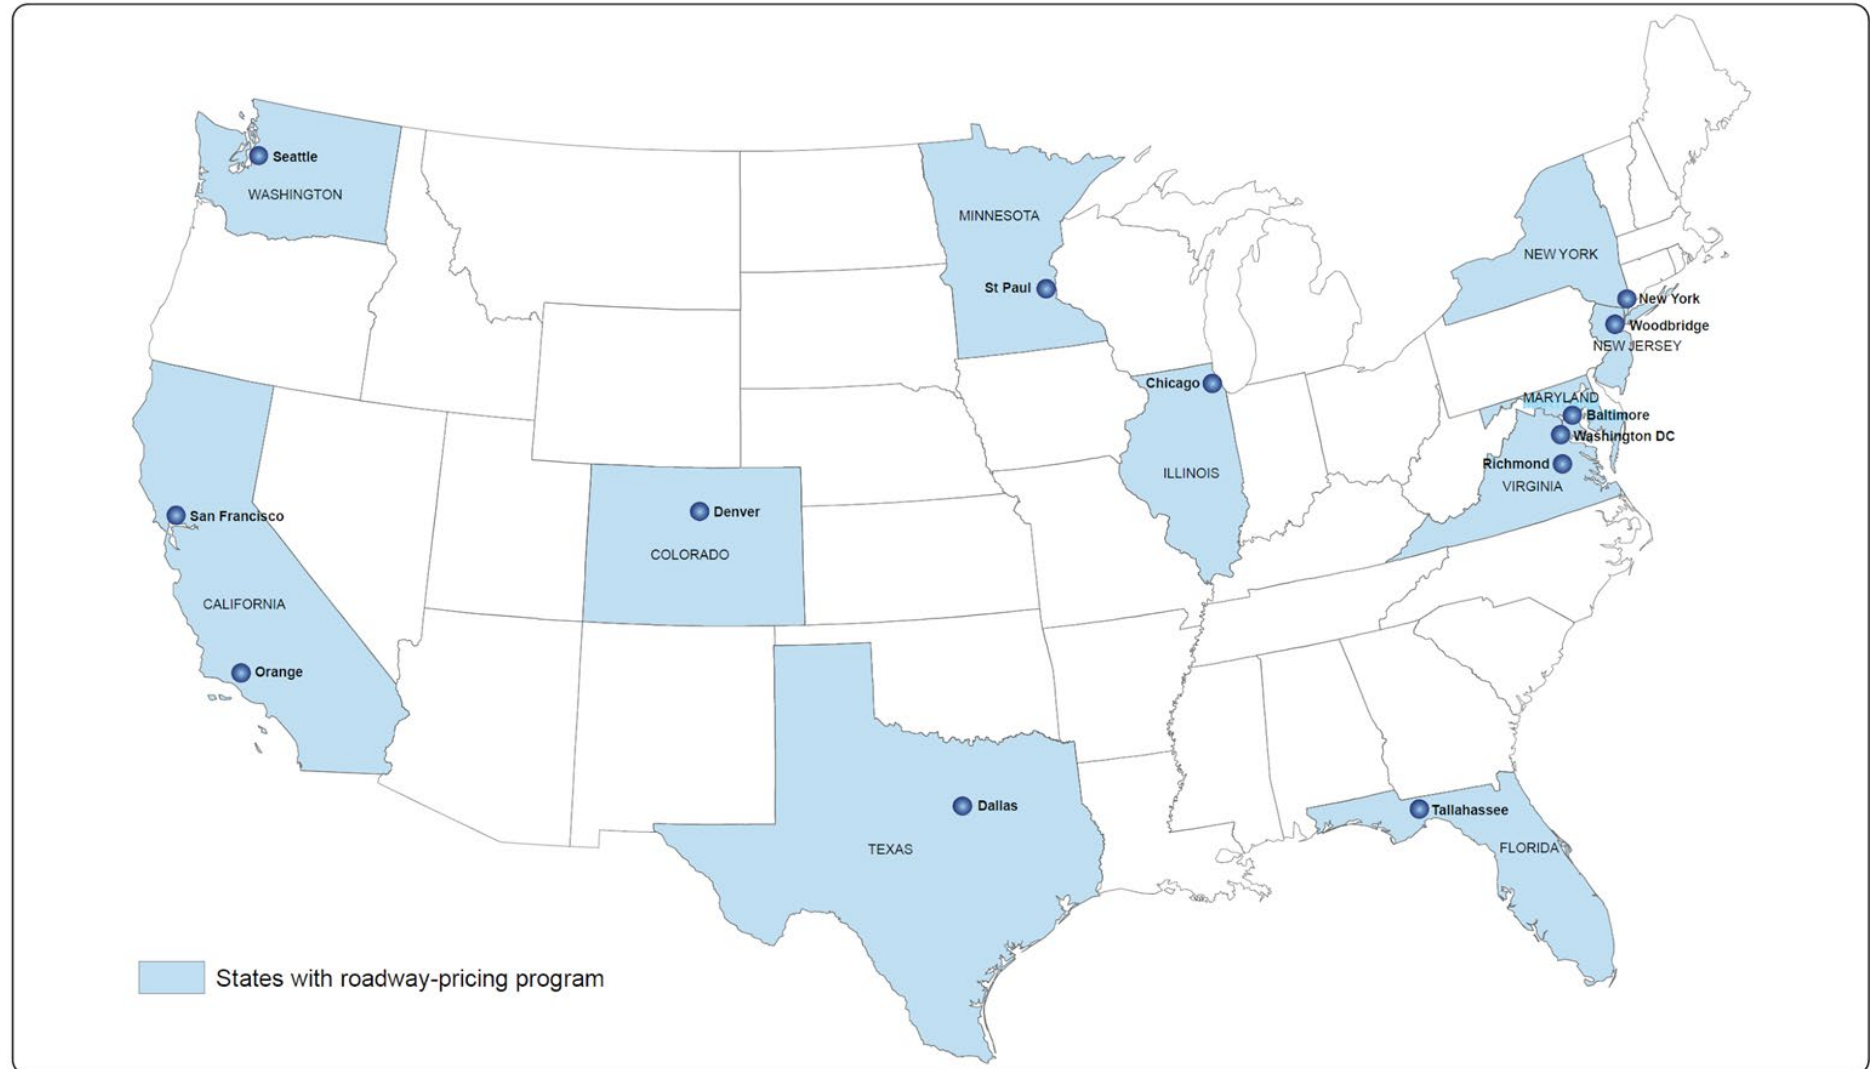 Seattle
WASHINGTON
MINNESOTA
NEW YORK
St Paul
New York
Woodbridge
NEW JERSEY
Chicago
MARYLAND
Baltimore
Washington DC
Richmond
ILLINOIS
VIRGINIA
Denver
San Francisco
COLORADO
CALIFORNIA
Orange
Dallas
Tallahassee
TEXAS
FLORIDA
States with roadway-pricing program